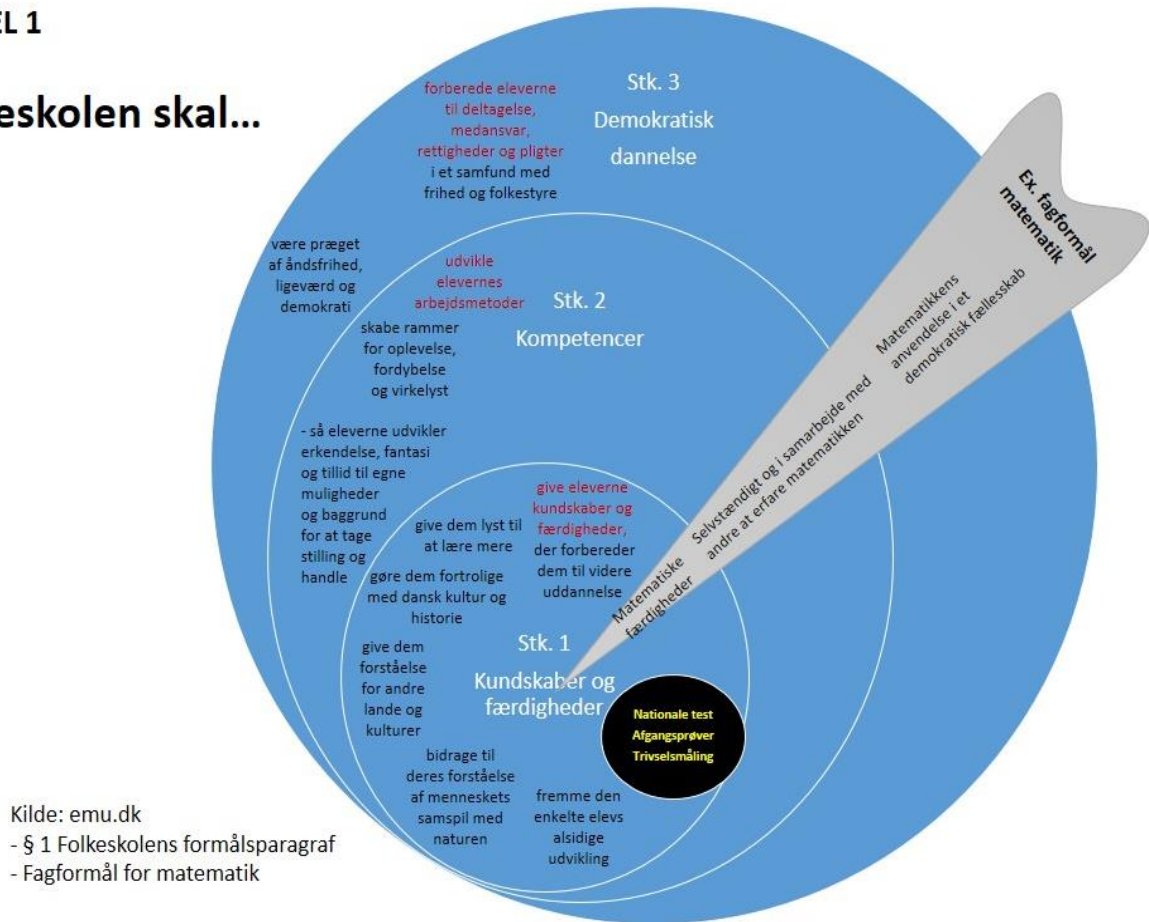 EL 1
eskolen skal...
Stk. 3
Demokratisk
dannelse
forberede eleverne
til deltagelse,
medansvar,
rettigheder og pligter
i et samfund med
frihed og folkestyre
være præget
af åndsfrihed,
ligeværd og
demokrati
Stk. 2
Kompetencer
udvikle
elevernes
arbejdsmetoder
skabe rammer
for oplevelse,
fordybelse
og virkelyst
- så eleverne udvikler
erkendelse, fantasi
og tillid til egne
muligheder
og baggrund
for at tage
stilling og
handle
Stk. 1
Kundskaber og
færdigheder
give eleverne
kundskaber og
færdigheder,
der forbereder
dem til videre
uddannelse
give dem lyst til
at lære mere
gøre dem fortrolige
med dansk kultur og
historie
give dem
forståelse
for andre
lande og
kulturer
bidrage til
deres forståelse
af menneskets
samspil med
naturen
fremme den
enkelte elevs
alsidige
udvikling
Nationale test
Afgangsprøver
Trivselsmåling
Ex. fagformål
matematik
Matematikkens
anvendelse i et
demokratisk fællesskab
Selvstændigt og i samarbejde med
andre at erfare matematikken
Matematiske
færdigheder
Kilde: emu.dk
- § 1 Folkeskolens formålsparagraf
- Fagformål for matematik